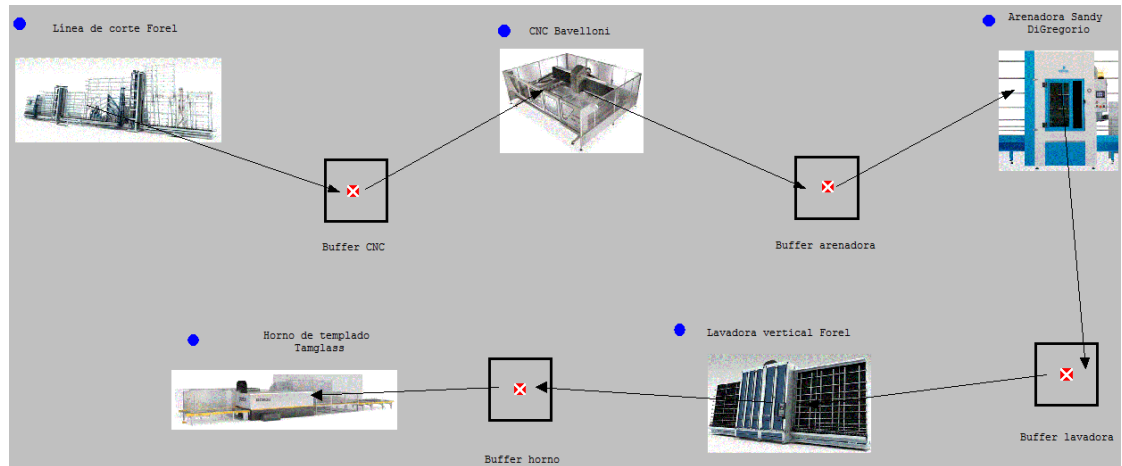 Linea de corte Forel
CNC Bavelloni
Arenadora Sandy
DiGregorio
Buffer CNC
Buffer arenadora
Horno de templado
Tamglass
Lavadora vertical Forel
Buffer horno
Buffer lavadora